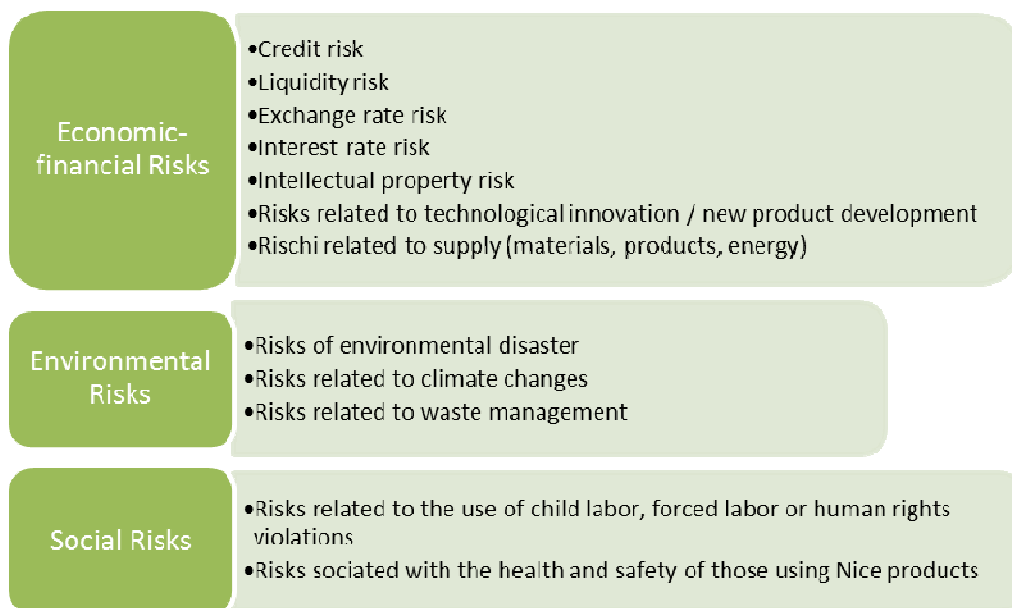 Economic-
financial Risks
•Credit risk
•Liquidity risk
•Exchange rate risk
•Interest rate risk
•Intellectual property risk
•Risks related to technological innovation / new product development
•Rischi related to supply (materials, products, energy)
Environmental
Risks
•Risks of environmental disaster
•Risks related to climate changes
•Risks related to waste management
Social Risks
•Risks related to the use of child labor, forced labor or human rights
violations
•Risks sociated with the health and safety of those using Nice products